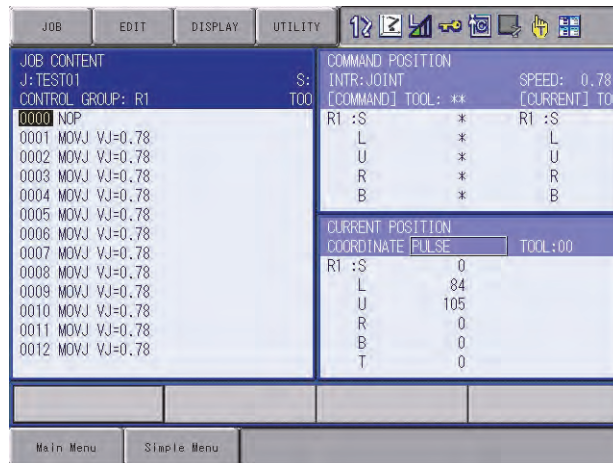 JOB EDIT DISPLAY UTILITY
JOB CONTENT
J:TEST01 S:
CONTROL GROUP: R1 TOO
0000 NOP
0001 MOVJ VJ=0.78
0002 MOVJ VJ=0.78
0003 MOVJ VJ=0.78
0004 MOVJ VJ=0.78
0005 MOVJ VJ=0.78
0006 MOVJ VJ=0.78
0007 MOVJ VJ=0.78
0008 MOVJ VJ=0.78
0009 MOVJ VJ=0.78
0010 MOVJ VJ=0.78
0011 MOVJ VJ=0.78
0012 MOVJ VJ=0.78
COMMAND POSITION
INTR:JOINT SPEED: 0.78
[COMMAND] TOOL: ** [CURRENT] TO
R1 :S * R1 :S
L * L
U * U
R * R
B * B
CURRENT POSITION
COORDINATE PULSE TOOL:00
R1 :S 0
L 84
U 105
R 0
B 0
T 0
Main Menu Simple Menu